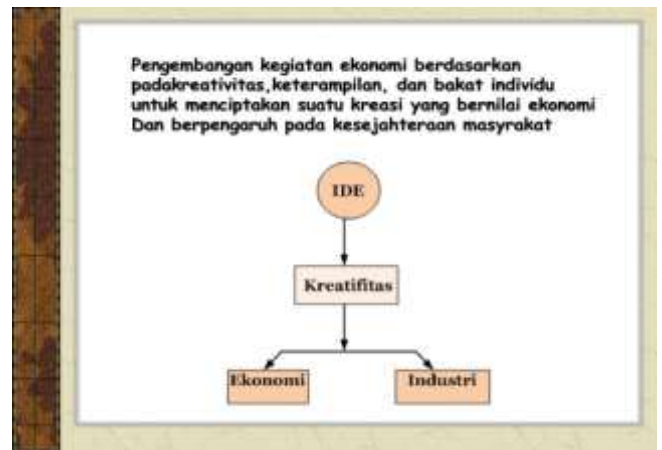 Pengembangan kegiatan ekonomi berdasarkan
padakreativitas,keterampilan, dan bakat individu
untuk menciptakan suatu kreasi yang bernilai ekonomi
Dan berpengaruh pada kesejahteraan masyrakat
IDE
Kreatifitas
Ekonomi
Industri